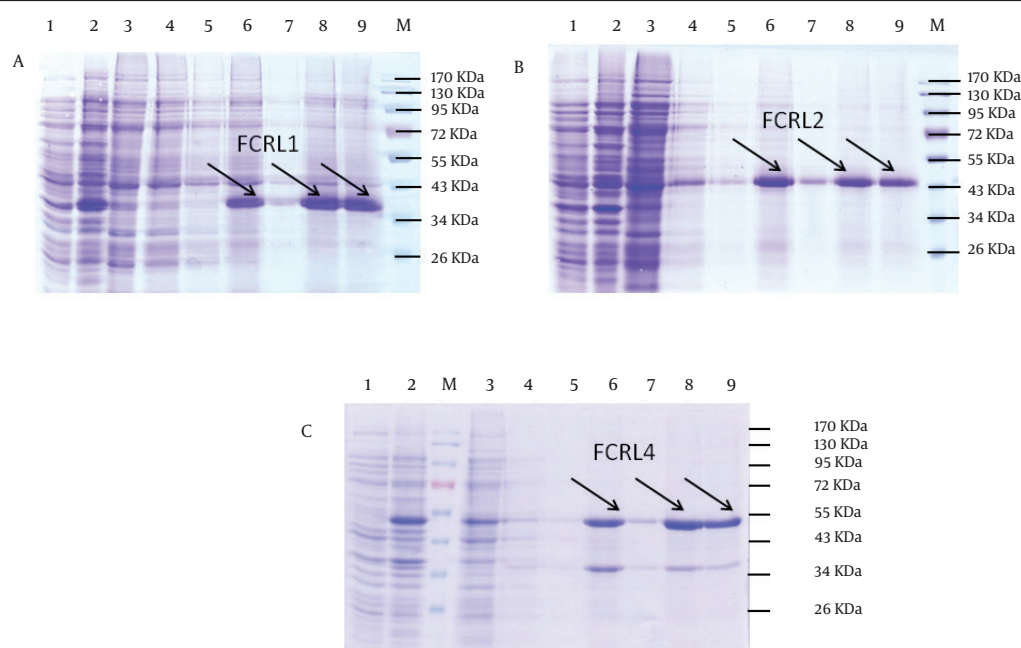 1 2 3 4 5 6 7 8 9 M
A
FCRL1
170 KDa
130 KDa
95 KDa
72 KDa
55 KDa
43 KDa
34 KDa
26 KDa
1 2 3 4 5 6 7 8 9 M
B
FCRL2
170 KDa
130 KDa
95 KDa
72 KDa
55 KDa
43 KDa
34 KDa
26 KDa
1 2 M 3 4 5 6 7 8 9
C
FCRL4
170 KDa
130 KDa
95 KDa
72 KDa
55 KDa
43 KDa
34 KDa
26 KDa